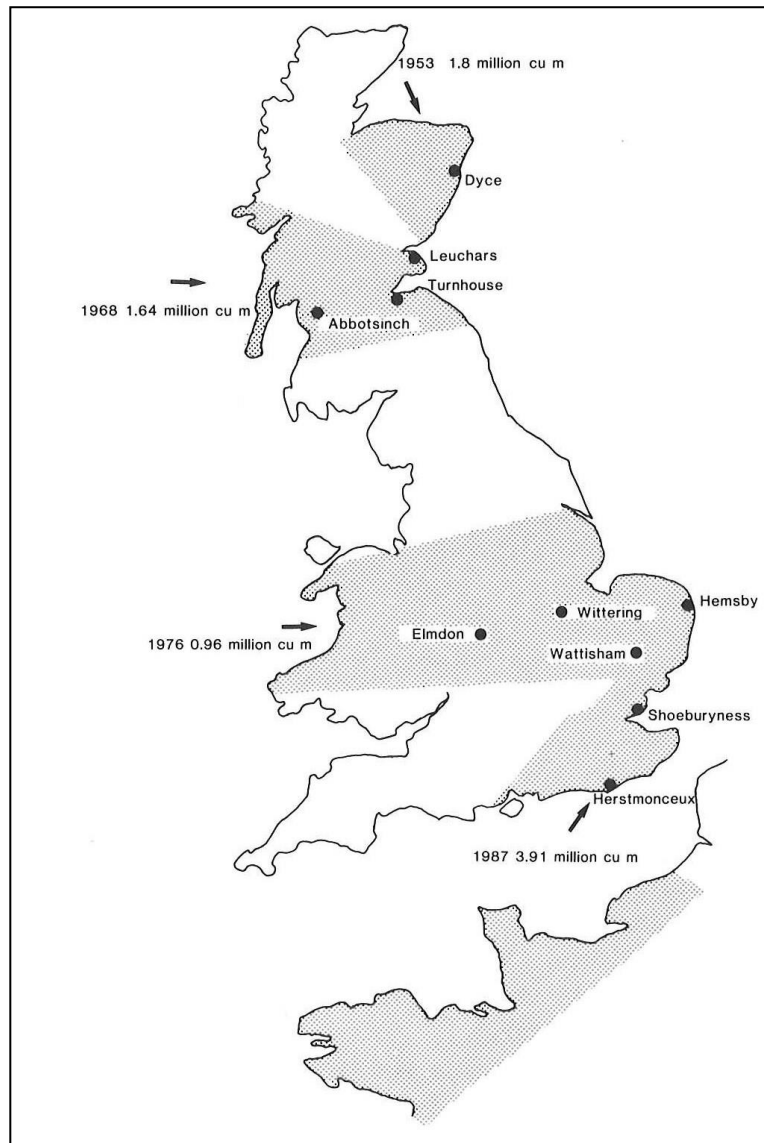 1953 1.8 million cu m
Dyce
Leuchars
Turnhouse
1968 1.64 million cu m
Abbotsinch
Hemsby
Wittering
Elmdon
1976 0.96 million cu m
Wattisham
Shoeburyness
Herstmonceux
1987 3.91 million cu m